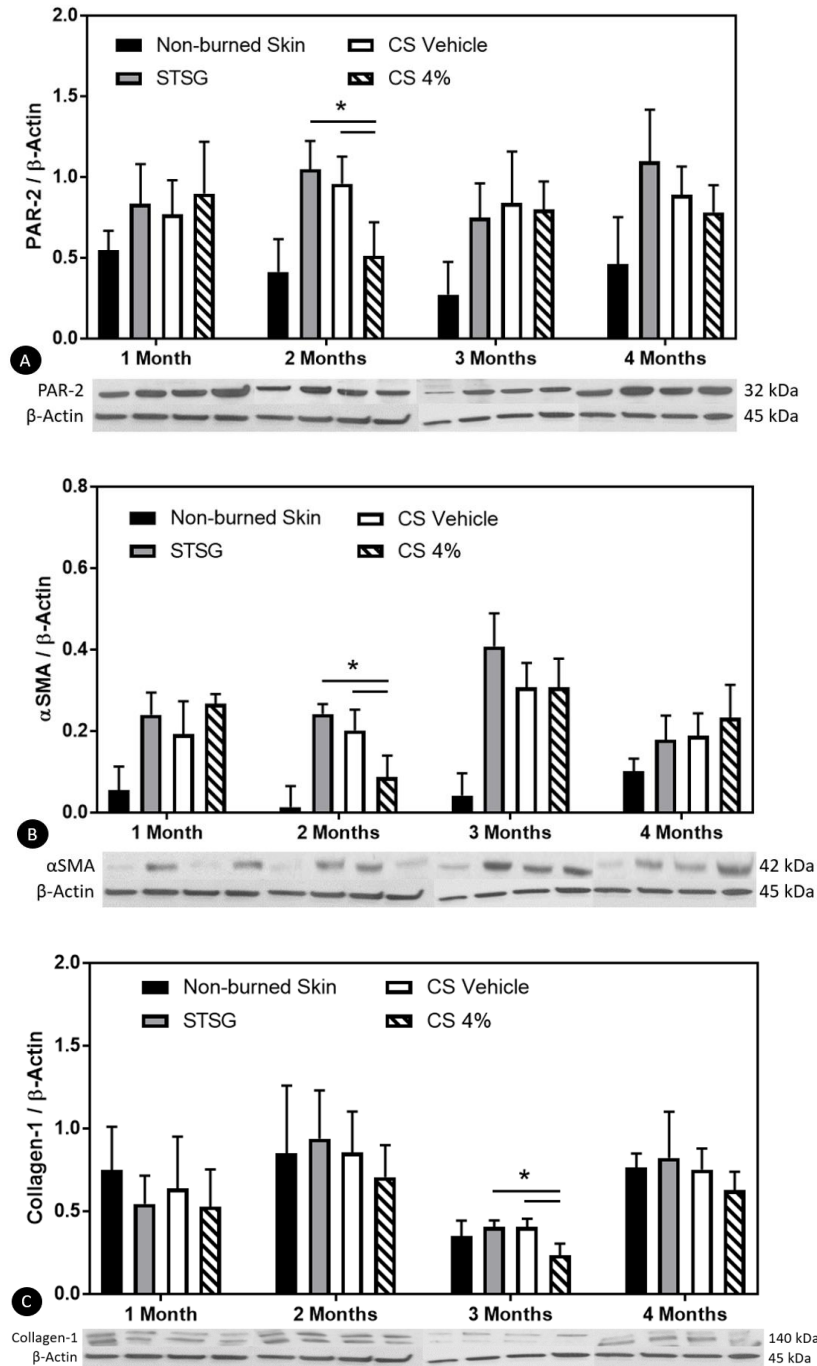 2.0
Non-burned Skin CS Vehicle
STSG CS 4%
1.5
*
1.0
0.5
0.0
PAR-2 / β-Actin
1 Month 2 Months 3 Months 4 Months
A
PAR-2 32 kDa
β-Actin 45 kDa
0.8
Non-burned Skin CS Vehicle
STSG CS 4%
0.6
0.4
*
0.2
0.0
αSMA / β-Actin
1 Month 2 Months 3 Months 4 Months
B
αSMA 42 kDa
β-Actin 45 kDa
2.0
Non-burned Skin CS Vehicle
STSG CS 4%
1.5
1.0
*
0.5
0.0
Collagen-1 / β-Actin
1 Month 2 Months 3 Months 4 Months
C
Collagen-1 140 kDa
β-Actin 45 kDa